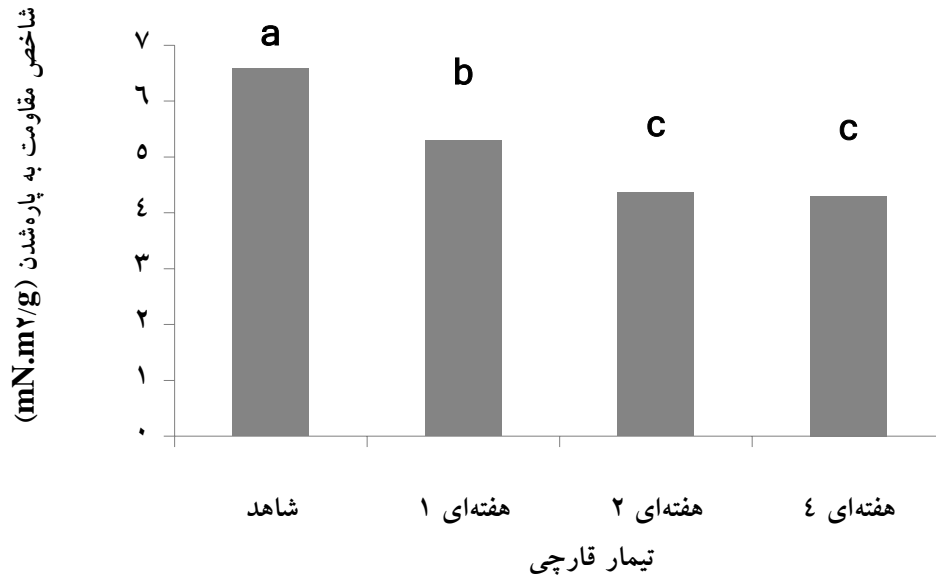 شاخص مقاومت به پاره‌شدن (mN.m۲/g)
۷
۶
۵
۴
۳
۲
۱
۰
a
b
c
c
شاهد
هفته‌ای ۱
هفته‌ای ۲
هفته‌ای ۴
تیمار قارچی